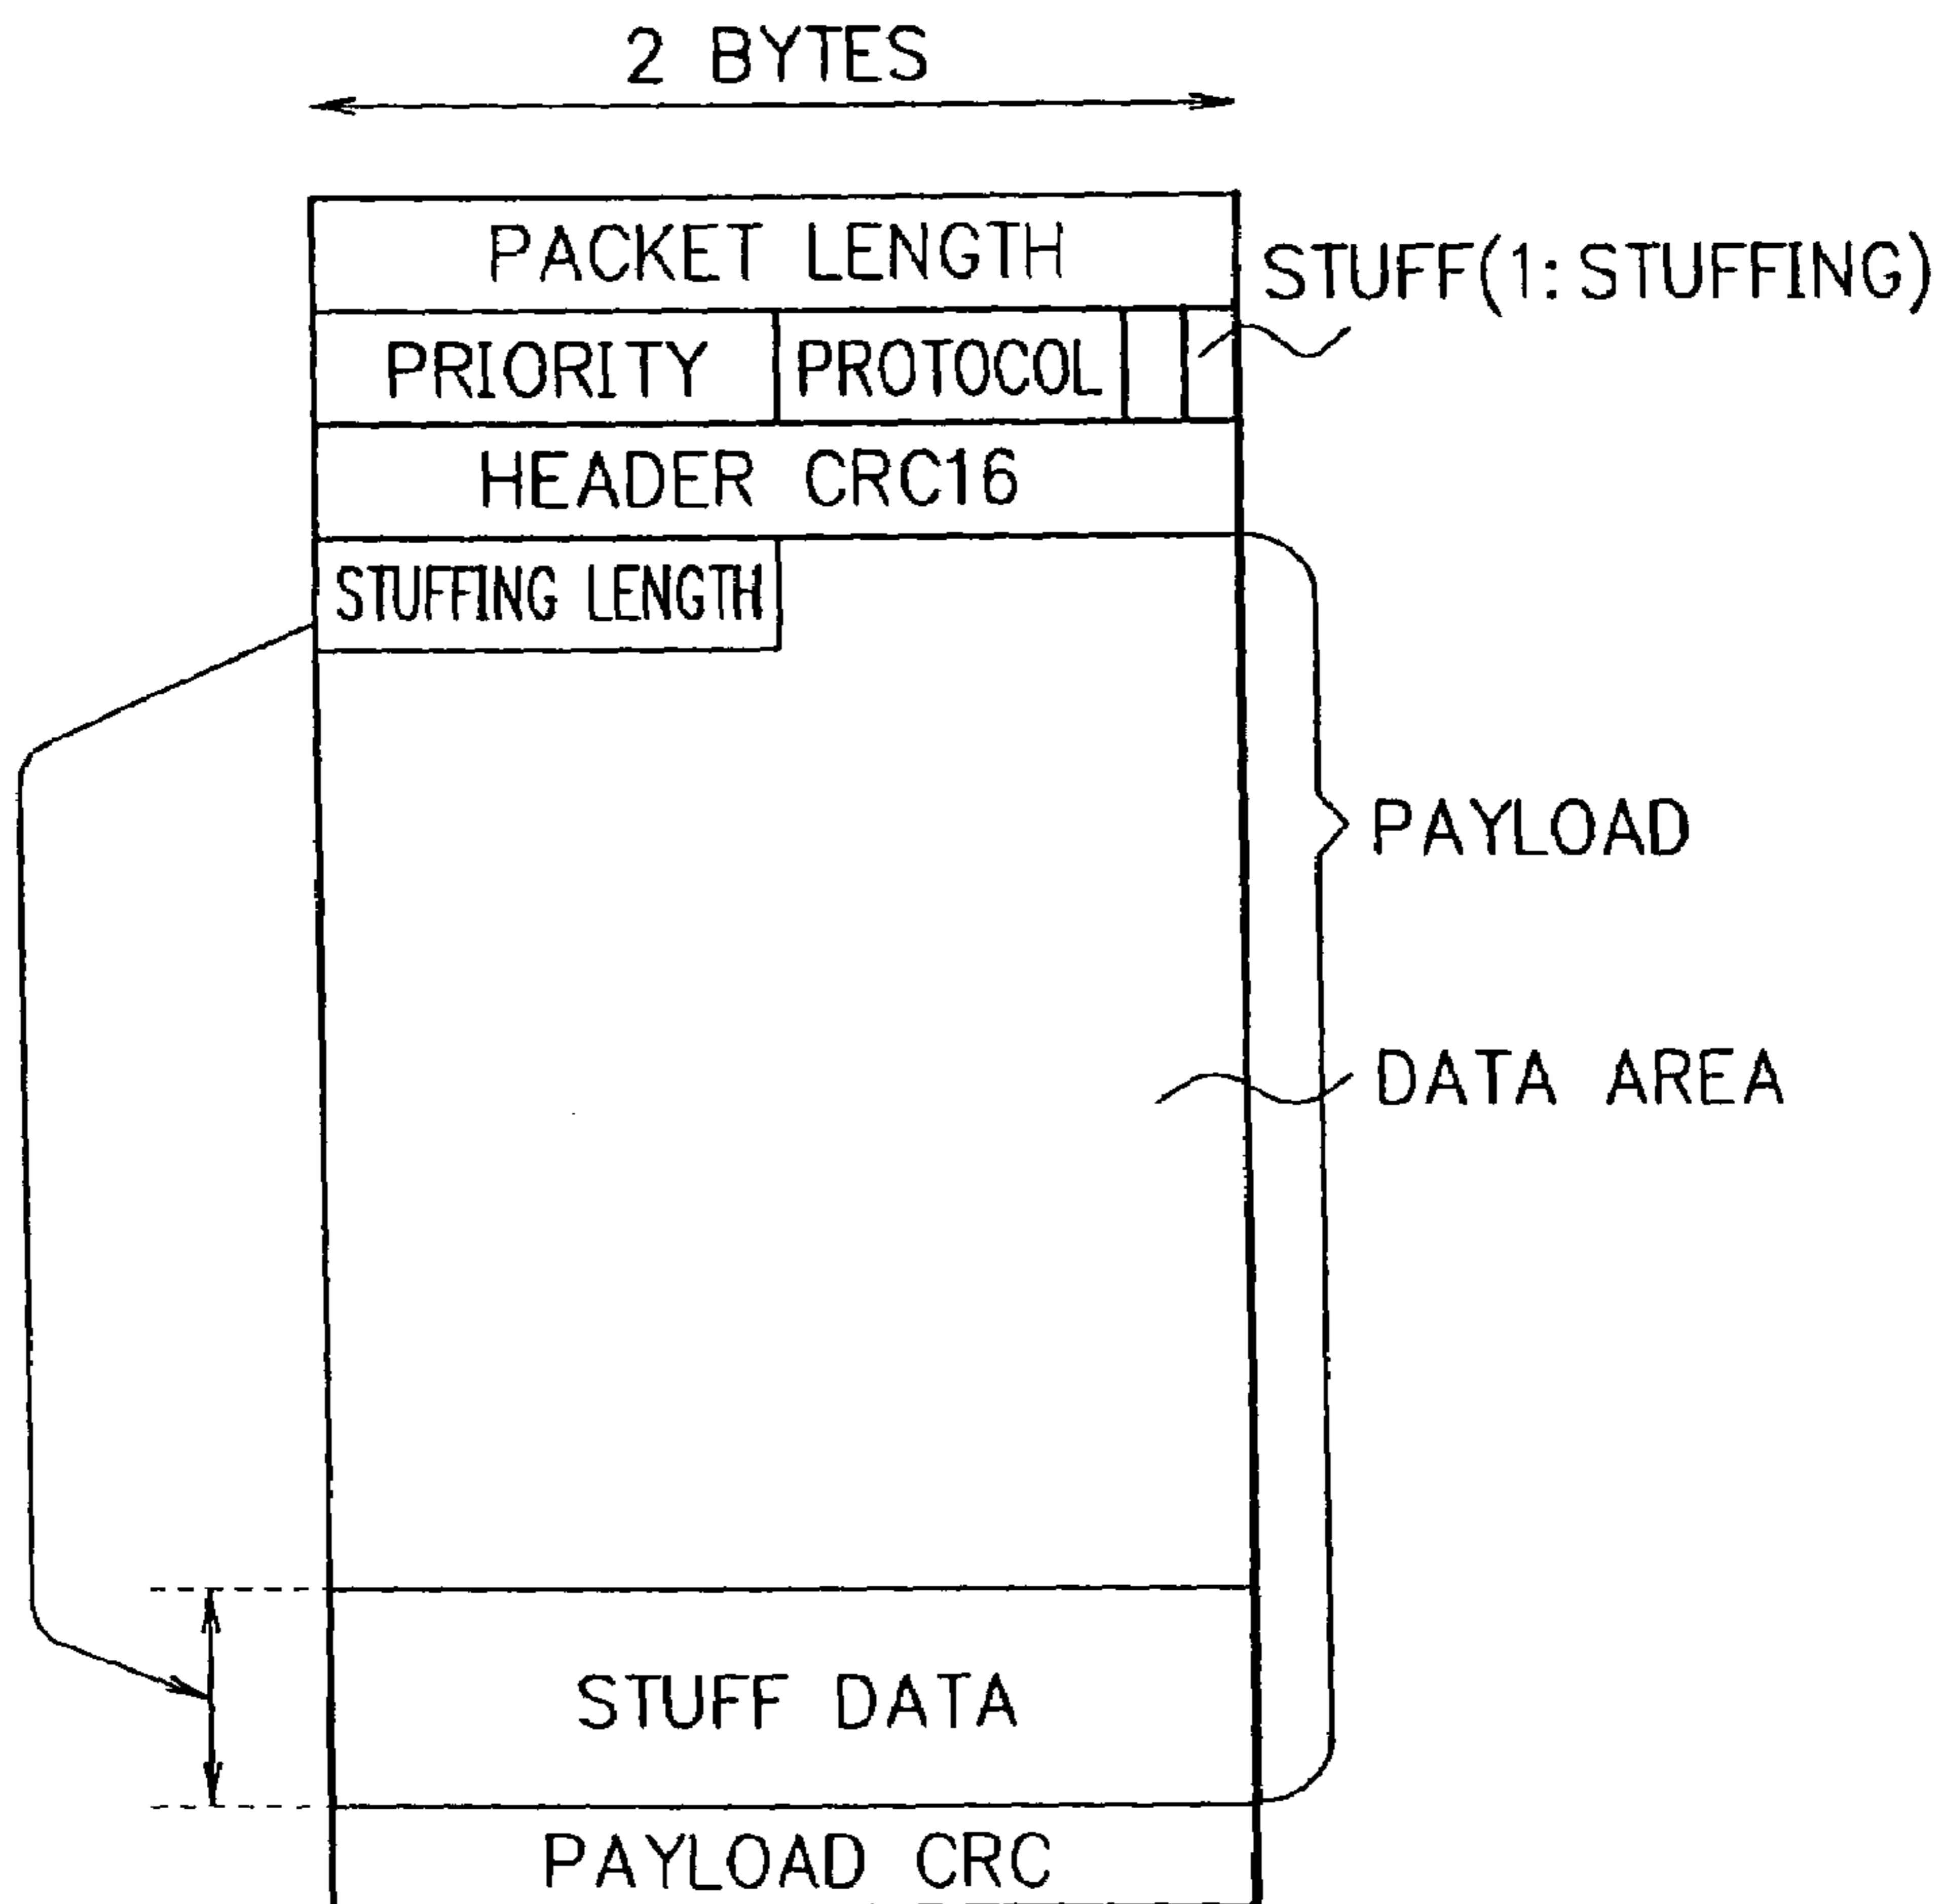 2 BYTES
PACKET LENGTH
STUFF(1: STUFFING)
PRIORITY PROTOCOL
HEADER CRC16
STUFFING LENGTH
PAYLOAD
DATA AREA
STUFF DATA
PAYLOAD CRC